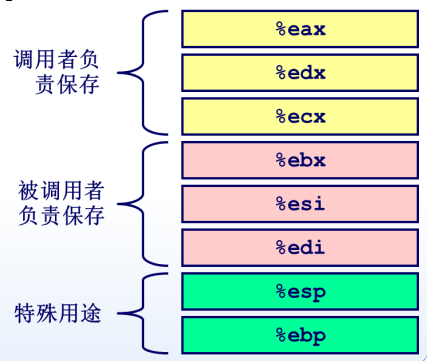 调用者负
责保存
%eax
%edx
%ecx
被调用者
负责保存
%ebx
%esi
%edi
特殊用途
%esp
%ebp